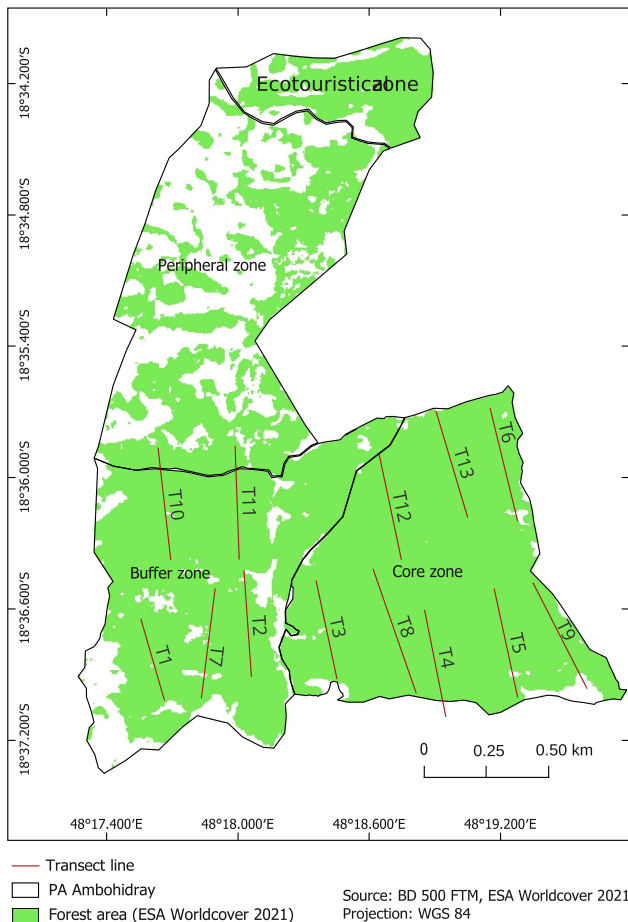 18°34.200'S
18°34.800'S
18°35.400'S
18°36.000'S
18°36.600'S
18°37.200'S
Ecotouristical zone
Peripheral zone
T6
T13
T10
T11
T12
Buffer zone
Core zone
T1
T7
T2
T3
T8
T4
T5
T9
0 0.25 0.50 km
48°17.400'E 48°18.000'E 48°18.600'E 48°19.200'E
Transect line
PA Ambohidray
Forest area (ESA Worldcover 2021)
Source: BD 500 FTM, ESA Worldcover 2021
Projection: WGS 84